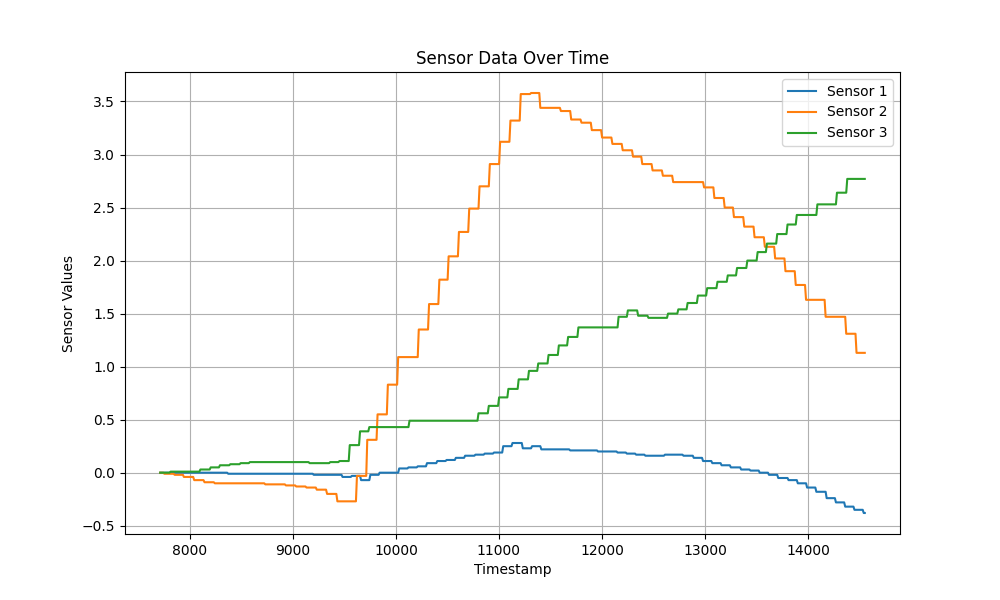 Sensor Data Over Time
Sensor 1
Sensor 2
Sensor 3
Sensor Values
3.5
3.0
2.5
2.0
1.5
1.0
0.5
0.0
−0.5
8000 9000 10000 11000 12000 13000 14000
Timestamp